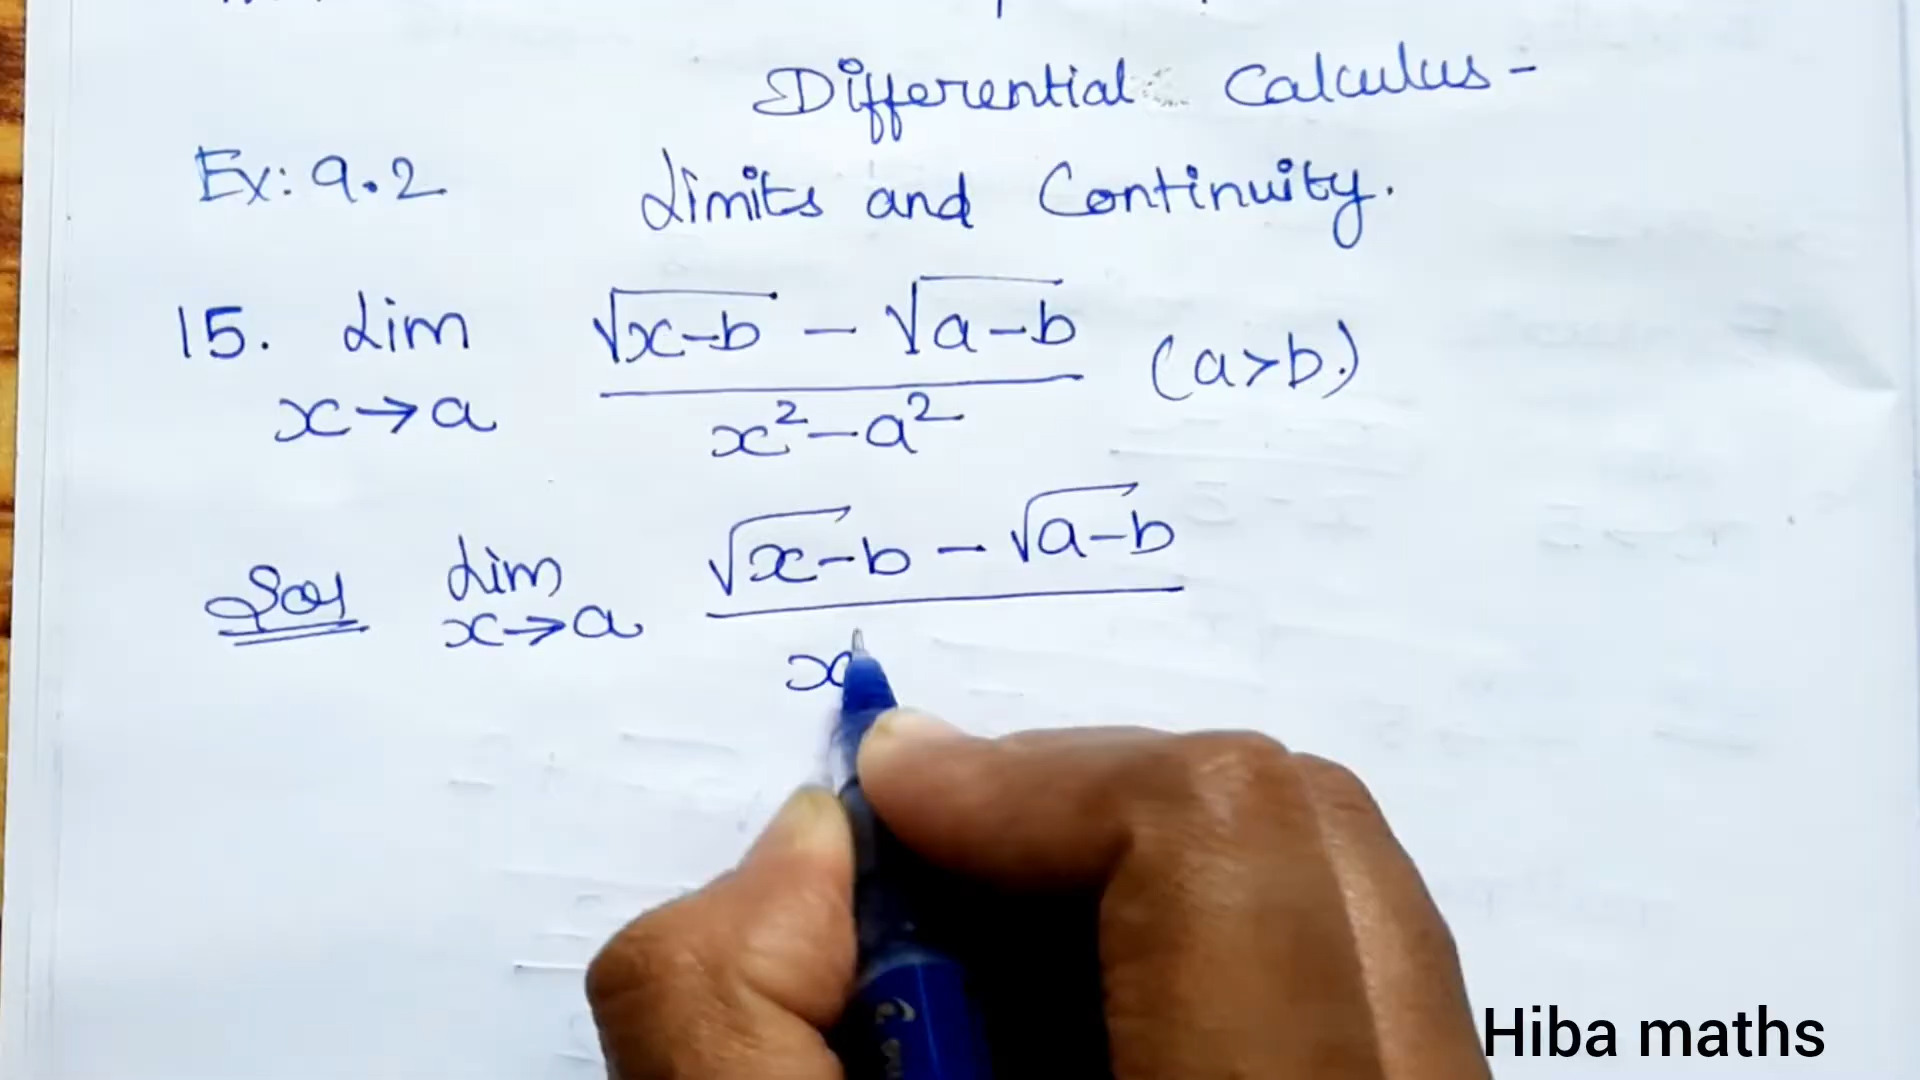 Differential Calculus -
Ex: 9.2 Limits and Continuity.
15. Lim x→a (√(x-b) - √(a-b)) / (x² - a²) (a>b.)
Sol Lim x→a (√(x-b) - √(a-b)) / x
Hiba maths